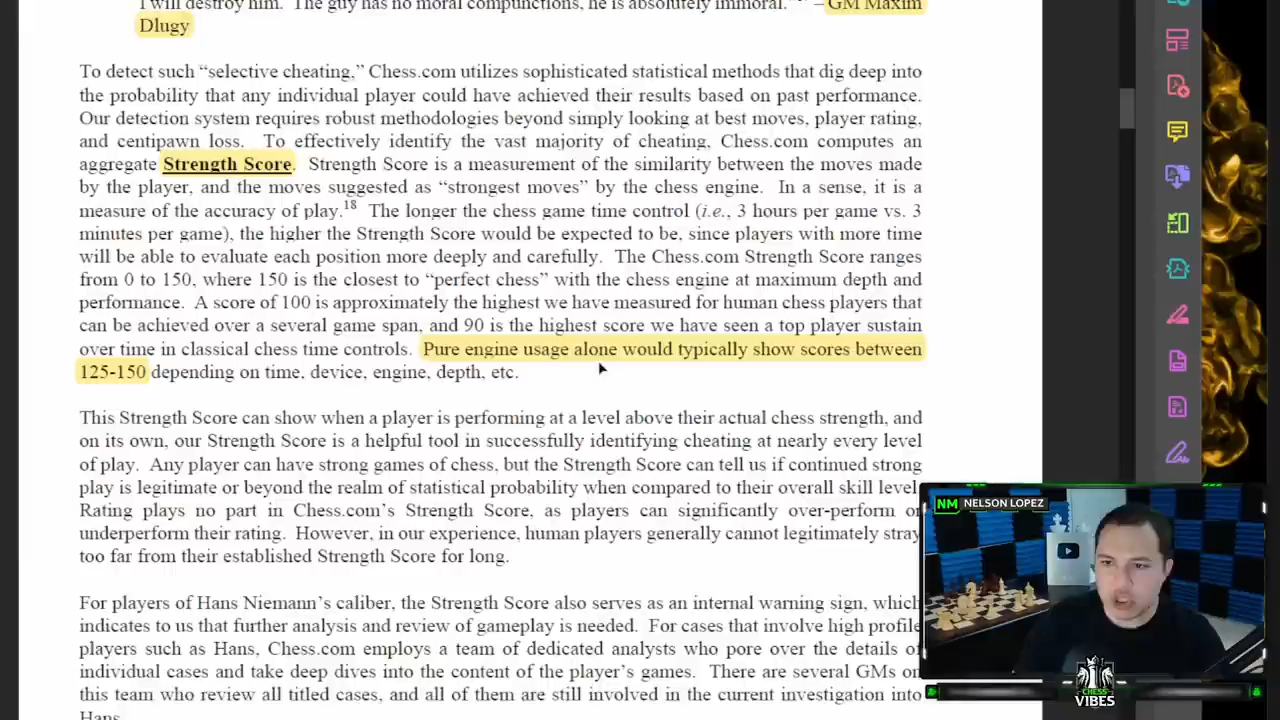 I will destroy him. The guy has no moral compunctions, he is absolutely immoral." – GM Maxim
Dlugy
To detect such “selective cheating,” Chess.com utilizes sophisticated statistical methods that dig deep into
the probability that any individual player could have achieved their results based on past performance.
Our detection system requires robust methodologies beyond simply looking at best moves, player rating,
and centipawn loss. To effectively identify the vast majority of cheating, Chess.com computes an
aggregate Strength Score. Strength Score is a measurement of the similarity between the moves made
by the player, and the moves suggested as “strongest moves” by the chess engine. In a sense, it is a
measure of the accuracy of play.18 The longer the chess game time control (i.e., 3 hours per game vs. 3
minutes per game), the higher the Strength Score would be expected to be, since players with more time
will be able to evaluate each position more deeply and carefully. The Chess.com Strength Score ranges
from 0 to 150, where 150 is the closest to “perfect chess” with the chess engine at maximum depth and
performance. A score of 100 is approximately the highest we have measured for human chess players that
can be achieved over a several game span, and 90 is the highest score we have seen a top player sustain
over time in classical chess time controls. Pure engine usage alone would typically show scores between
125-150 depending on time, device, engine, depth, etc.
This Strength Score can show when a player is performing at a level above their actual chess strength, and
on its own, our Strength Score is a helpful tool in successfully identifying cheating at nearly every level
of play. Any player can have strong games of chess, but the Strength Score can tell us if continued strong
play is legitimate or beyond the realm of statistical probability when compared to their overall skill level.
Rating plays no part in Chess.com’s Strength Score, as players can significantly over-perform or
underperform their rating. However, in our experience, human players generally cannot legitimately stray
too far from their established Strength Score for long.
For players of Hans Niemann’s caliber, the Strength Score also serves as an internal warning sign, which
indicates to us that further analysis and review of gameplay is needed. For cases that involve high profile
players such as Hans, Chess.com employs a team of dedicated analysts who pore over the details of
individual cases and take deep dives into the content of the player’s games. There are several GMs on
this team who review all titled cases, and all of them are still involved in the current investigation into
Hans.
NM NELSON LOPEZ
CHESS
VIBES